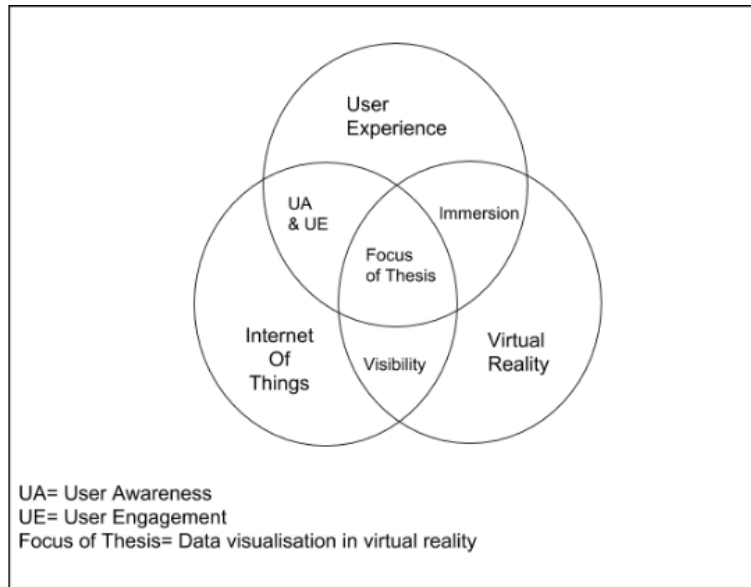 User
Experience
UA
& UE
Immersion
Focus
of Thesis
Internet
Of
Things
Virtual
Reality
Visibility
UA= User Awareness
UE= User Engagement
Focus of Thesis= Data visualisation in virtual reality